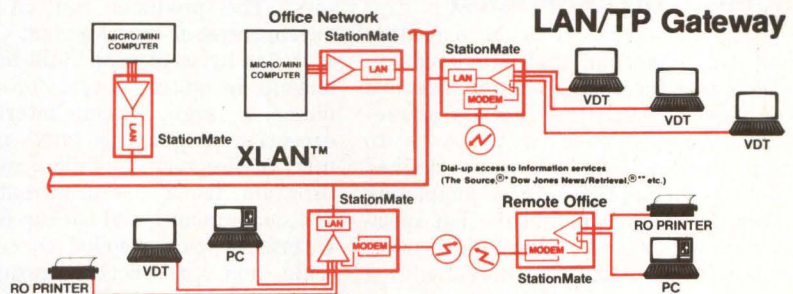 LAN/TP Gateway
Office Network
MICRO/MINI
COMPUTER
StationMate
StationMate
MICRO/MINI
COMPUTER
LAN
LAN
MODEM
VDT
VDT
VDT
LAN
StationMate
XLAN™
Dial-up access to information services
(The Source,®* Dow Jones News/Retrieval,®** etc.)
StationMate
Remote Office
LAN
MODEM
MODEM
RO PRINTER
StationMate
PC
PC
VDT
RO PRINTER